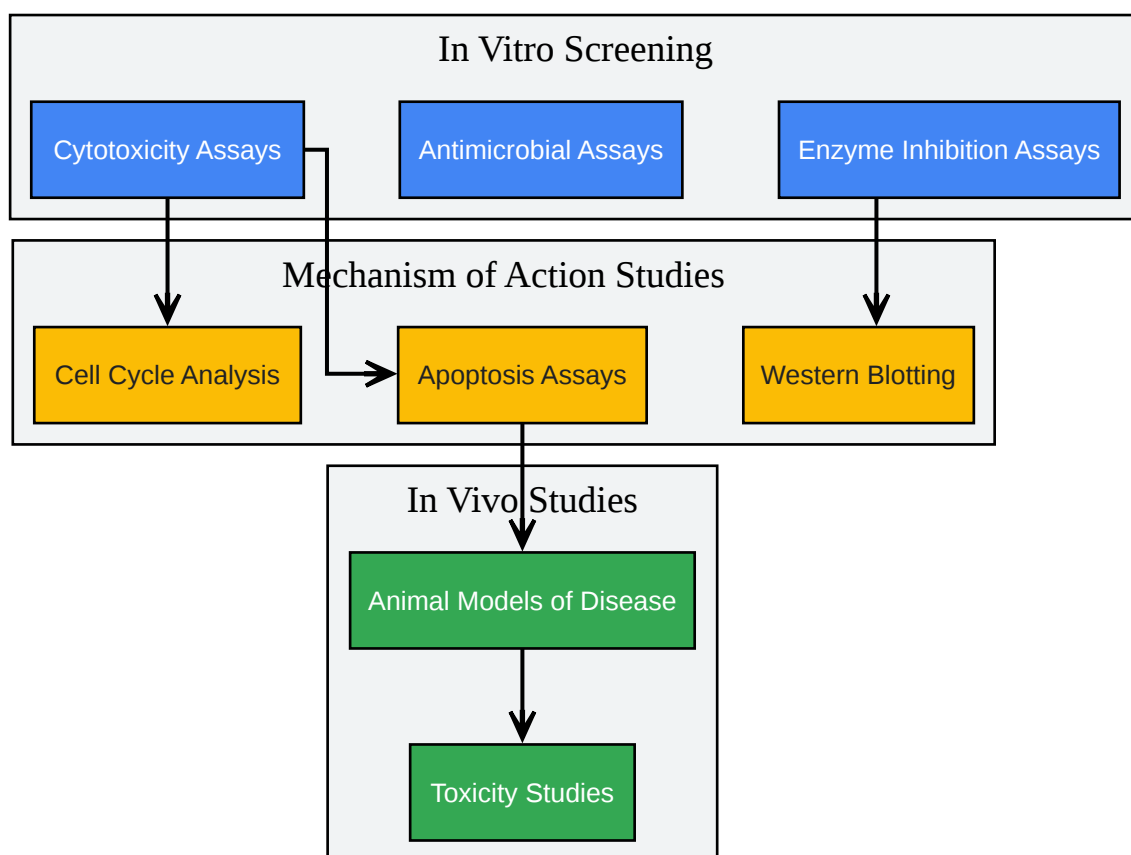 In Vitro Screening
Cytotoxicity Assays
Antimicrobial Assays
Enzyme Inhibition Assays
Mechanism of Action Studies
Cell Cycle Analysis
Apoptosis Assays
Western Blotting
In Vivo Studies
Animal Models of Disease
Toxicity Studies